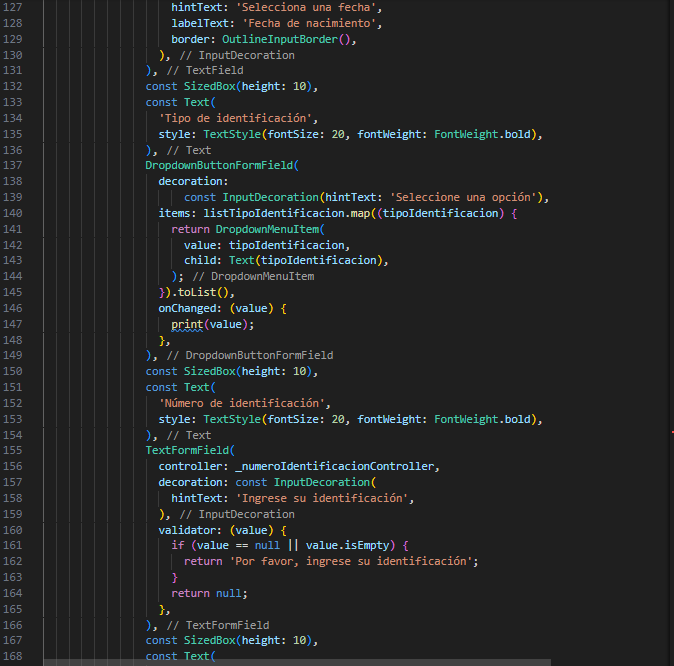 127 hintText: 'Selecciona una fecha',
128 labelText: 'Fecha de nacimiento',
129 border: OutlineInputBorder(),
130 ), // InputDecoration
131 ), // TextField
132 const SizedBox(height: 10),
133 const Text(
134 'Tipo de identificación',
135 style: TextStyle(fontSize: 20, fontWeight: FontWeight.bold),
136 ), // Text
137 DropdownButtonFormField(
138 decoration:
139 const InputDecoration(hintText: 'Seleccione una opción'),
140 items: listTipoIdentificacion.map((tipoIdentificacion) {
141 return DropdownMenuItem(
142 value: tipoIdentificacion,
143 child: Text(tipoIdentificacion),
144 ); // DropdownMenuItem
145 }).toList(),
146 onChanged: (value) {
147 print(value);
148 },
149 ), // DropdownButtonFormField
150 const SizedBox(height: 10),
151 const Text(
152 'Número de identificación',
153 style: TextStyle(fontSize: 20, fontWeight: FontWeight.bold),
154 ), // Text
155 TextFormField(
156 controller: _numeroIdentificacionController,
157 decoration: const InputDecoration(
158 hintText: 'Ingrese su identificación',
159 ), // InputDecoration
160 validator: (value) {
161 if (value == null || value.isEmpty) {
162 return 'Por favor, ingrese su identificación';
163 }
164 return null;
165 },
166 ), // TextFormField
167 const SizedBox(height: 10),
168 const Text(